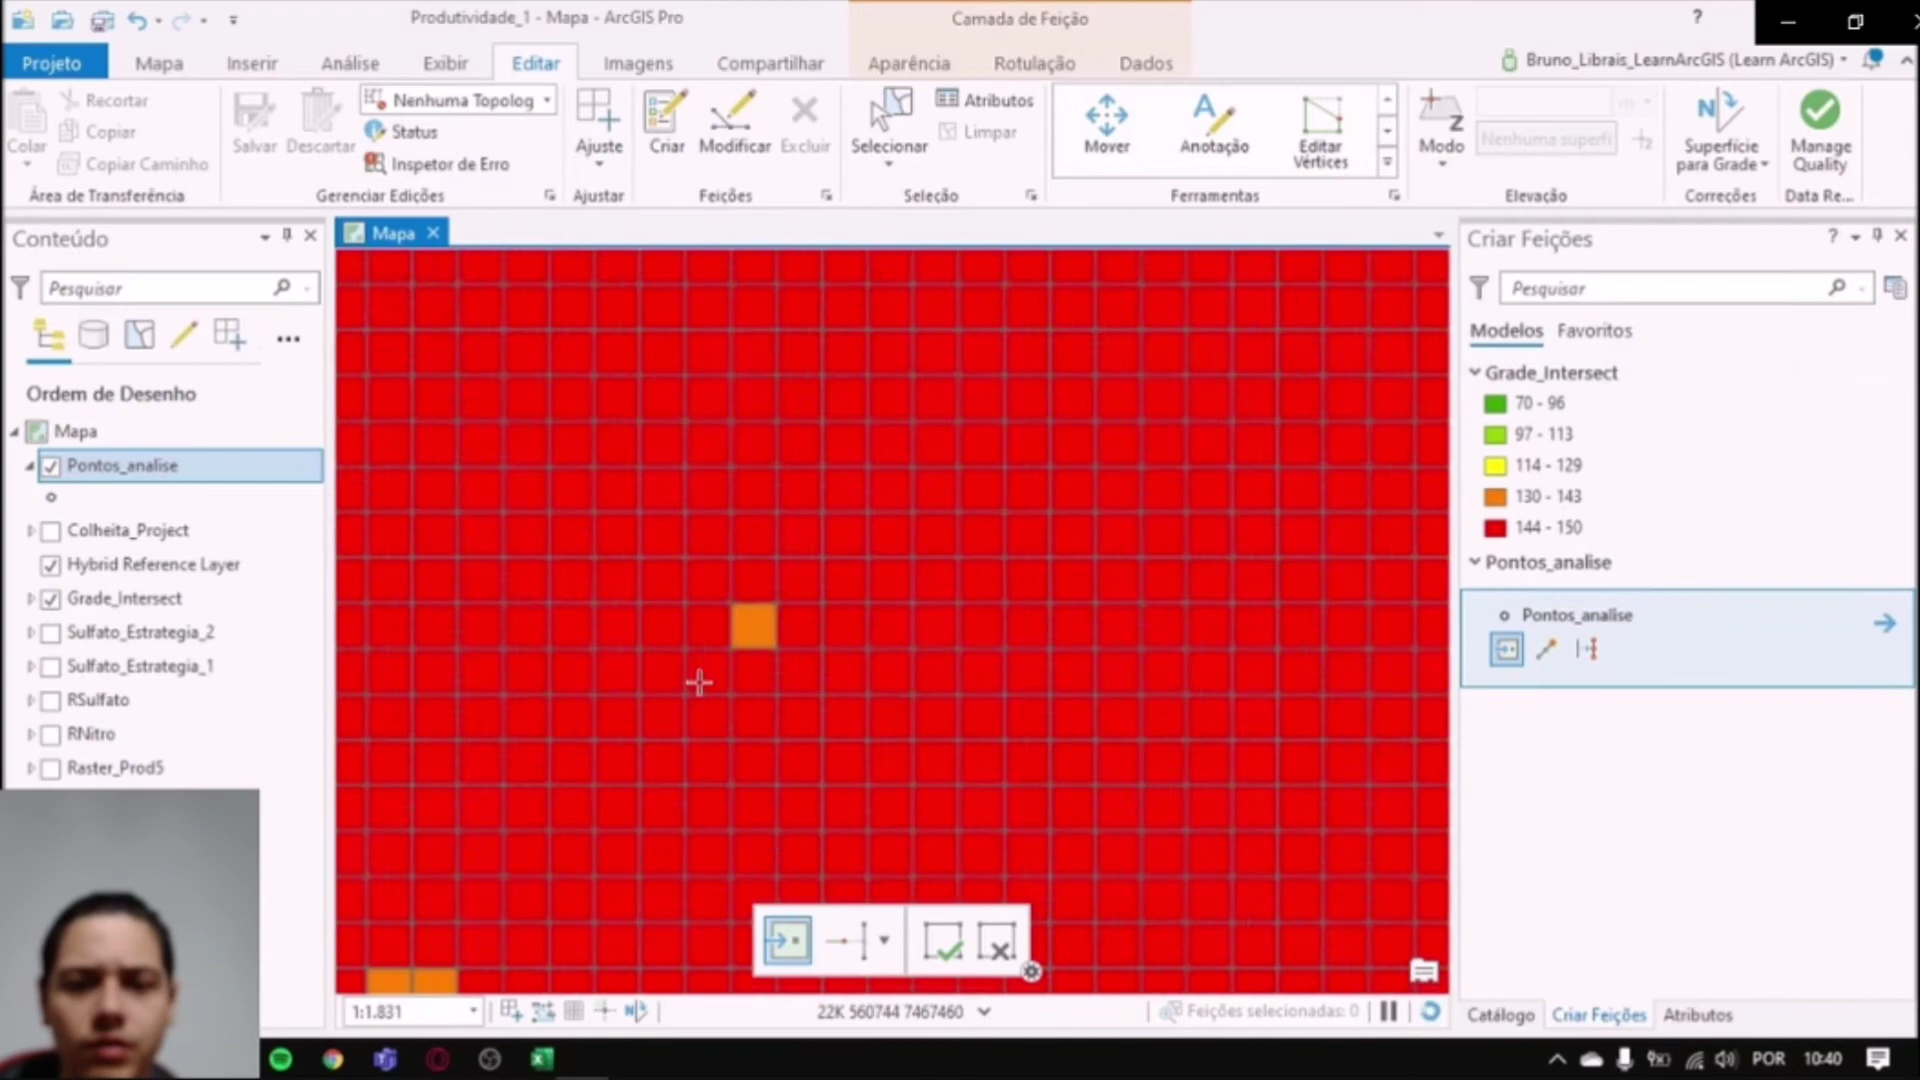 Produtividade_1 - Mapa - ArcGIS Pro
Camada de Feição
?
Projeto
Mapa
Inserir
Análise
Exibir
Editar
Imagens
Compartilhar
Aparência
Rotulação
Dados
Bruno_Librais_LearnArcGIS (Learn ArcGIS)
Colar
Recortar
Copiar
Copiar Caminho
Área de Transferência
Salvar
Descartar
Nenhuma Topolog
Status
Inspetor de Erro
Gerenciar Edições
Ajuste
Ajustar
Criar
Modificar
Excluir
Feições
Selecionar
Atributos
Limpar
Seleção
Mover
Anotação
Editar
Vértices
Ferramentas
Modo
m
Nenhuma superfi
Elevação
Superfície
para Grade
Correções
Manage
Quality
Data Re...
Conteúdo
Pesquisar
Ordem de Desenho
Mapa
Pontos_analise
Colheita_Project
Hybrid Reference Layer
Grade_Intersect
Sulfato_Estrategia_2
Sulfato_Estrategia_1
RSulfato
RNitro
Raster_Prod5
Mapa
1:1.831
22K 560744 7467460
Feições selecionadas: 0
Criar Feições
?
Pesquisar
Modelos
Favoritos
Grade_Intersect
70 - 96
97 - 113
114 - 129
130 - 143
144 - 150
Pontos_analise
Pontos_analise
Catálogo
Criar Feições
Atributos
POR
10:40